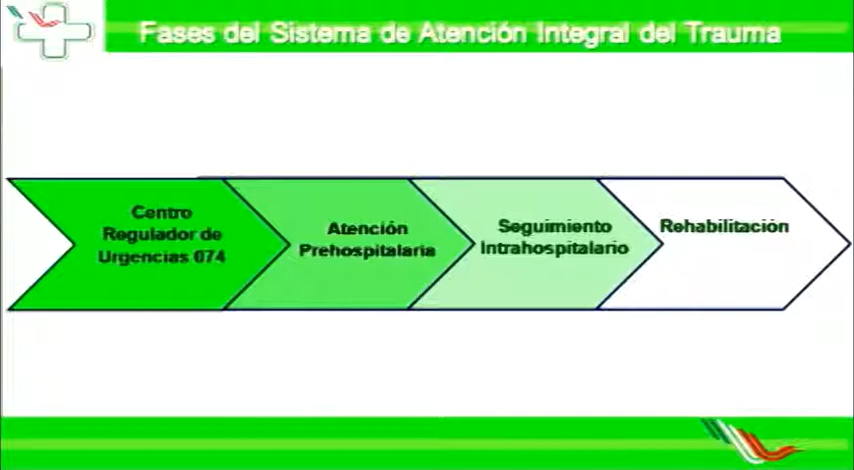 Fases del Sistema de Atención Integral del Trauma
Centro
Regulador de
Urgencias 074
Atención
Prehospitalaria
Seguimiento
Intrahospitalario
Rehabilitación